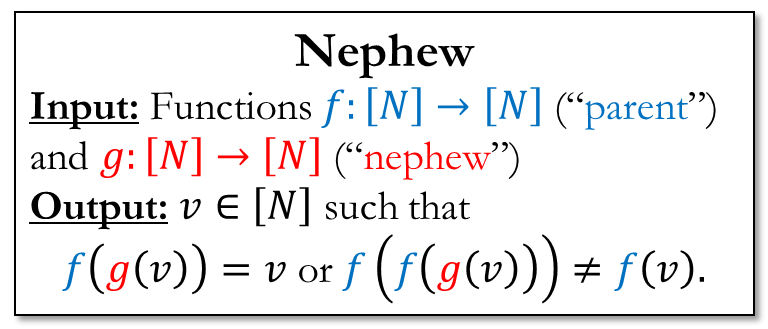 Nephew
Input: Functions f: [N] → [N] (“parent”)
and g: [N] → [N] (“nephew”)
Output: v ∈ [N] such that
f(g(v)) = v or f(f(g(v))) ≠ f(v).